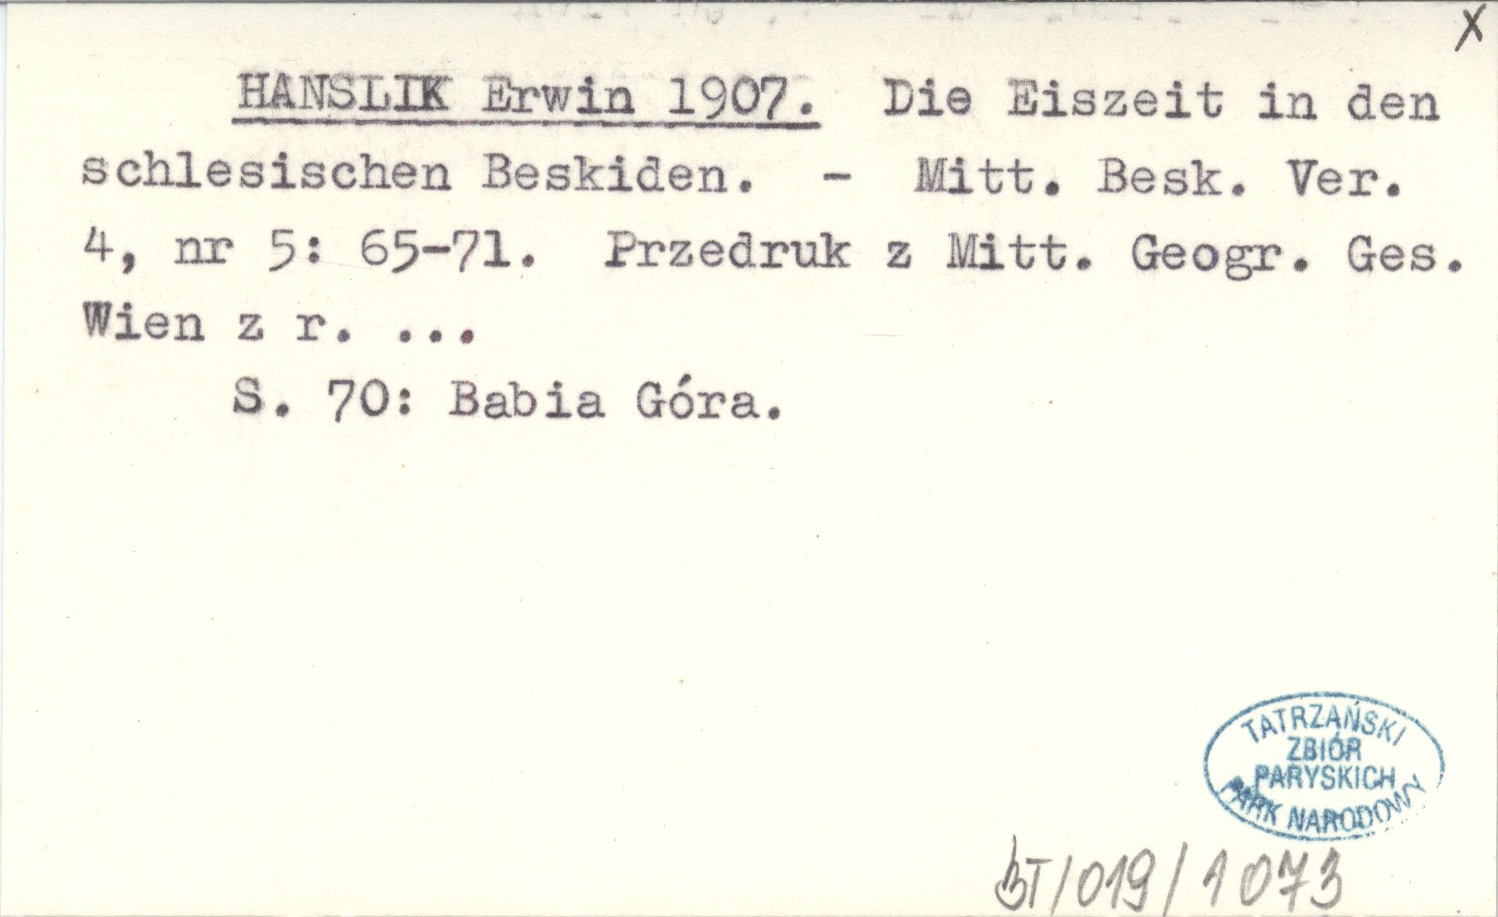 X
HANSLIK Erwin 1907. Die Eiszeit in den
schlesischen Beskiden. - Mitt. Besk. Ver.
4, nr 5: 65-71. Przedruk z Mitt. Geogr. Ges.
Wien z r. ...
S. 70: Babia Góra.
TATRZAŃSKI
ZBIÓR
PARYSKICH
PARK NARODOWY
BT/019/1073